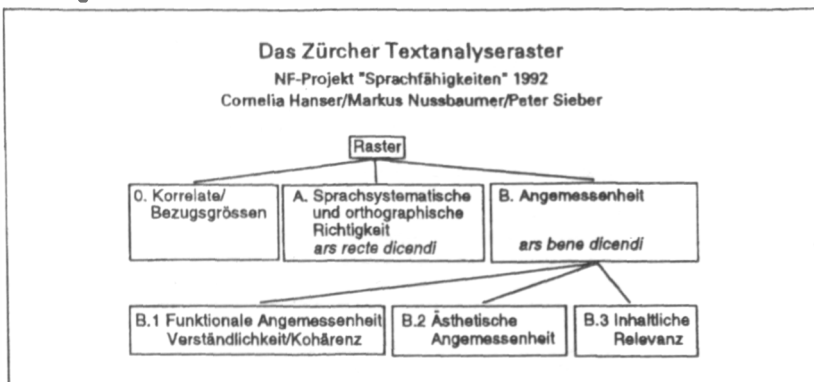 Das Zürcher Textanalyseraster
NF-Projekt "Sprachfähigkeiten" 1992
Cornelia Hanser/Markus Nussbaumer/Peter Sieber
Raster
0. Korrelate/
Bezugsgrössen
A. Sprachsystematische
und orthographische
Richtigkeit
ars recte dicendi
B. Angemessenheit
ars bene dicendi
B.1 Funktionale Angemessenheit
Verständlichkeit/Kohärenz
B.2 Ästhetische
Angemessenheit
B.3 Inhaltliche
Relevanz